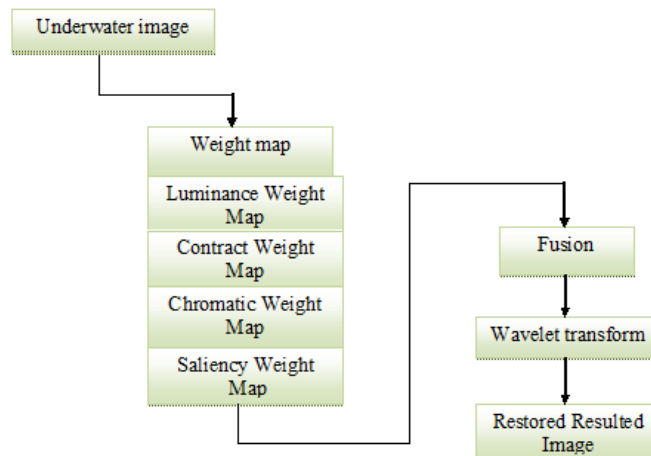 Underwater image
Weight map
Luminance Weight
Map
Contract Weight
Map
Chromatic Weight
Map
Saliency Weight
Map
Fusion
Wavelet transform
Restored Resulted
Image